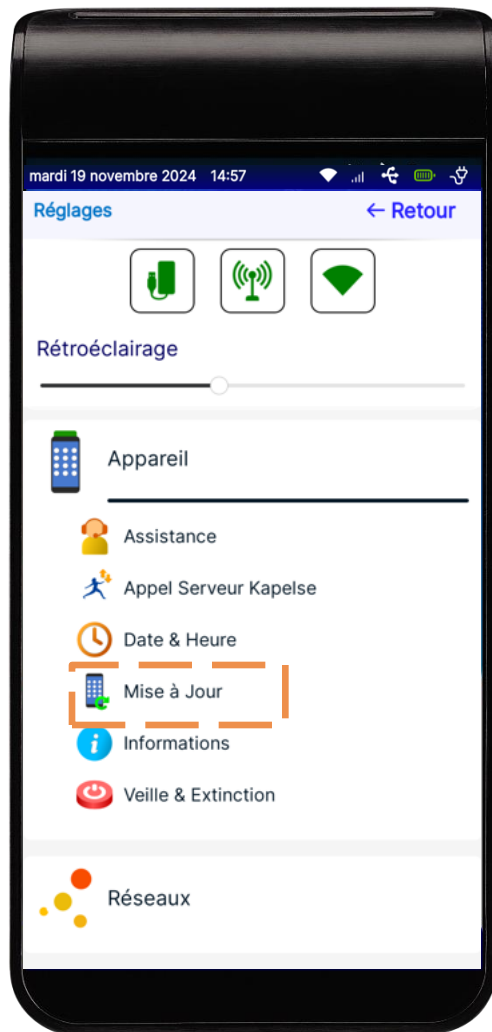 mardi 19 novembre 2024 14:57
Réglages ← Retour
Rétroéclairage
Appareil
Assistance
Appel Serveur Kapelse
Date & Heure
Mise à Jour
Informations
Veille & Extinction
Réseaux